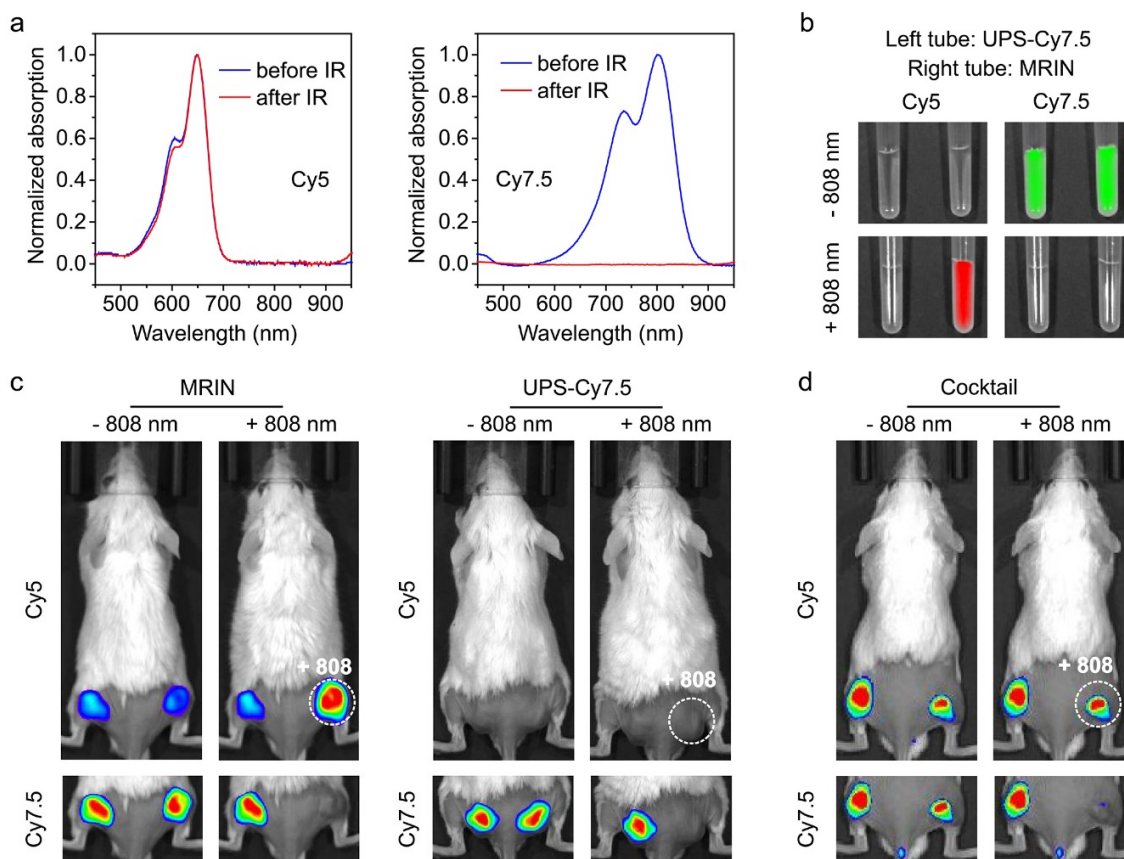 a
1.0
0.8
0.6
0.4
0.2
0.0
Normalized absorption
before IR
after IR
Cy5
500 600 700 800 900
Wavelength (nm)
1.0
0.8
0.6
0.4
0.2
0.0
Normalized absorption
before IR
after IR
Cy7.5
500 600 700 800 900
Wavelength (nm)
b
Left tube: UPS-Cy7.5
Right tube: MRIN
Cy5 Cy7.5
- 808 nm
+ 808 nm
c
MRIN
- 808 nm + 808 nm
UPS-Cy7.5
- 808 nm + 808 nm
Cy5
+ 808
Cy5
+ 808
Cy7.5
Cy7.5
d
Cocktail
- 808 nm + 808 nm
Cy5
+ 808
Cy7.5